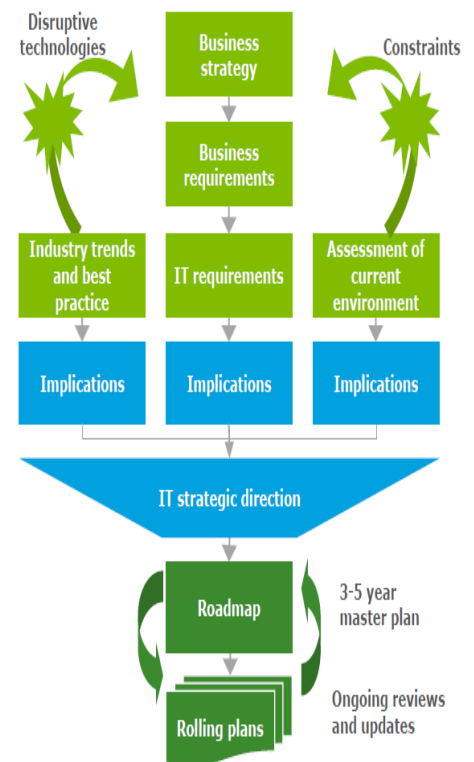 Disruptive
technologies
Business
strategy
Constraints
Business
requirements
Industry trends
and best
practice
IT requirements
Assessment of
current
environment
Implications
Implications
Implications
IT strategic direction
Roadmap
3-5 year
master plan
Rolling plans
Ongoing reviews
and updates